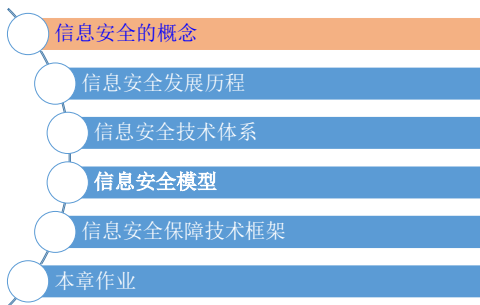 信息安全的概念
信息安全发展历程
信息安全技术体系
信息安全模型
信息安全保障技术框架
本章作业